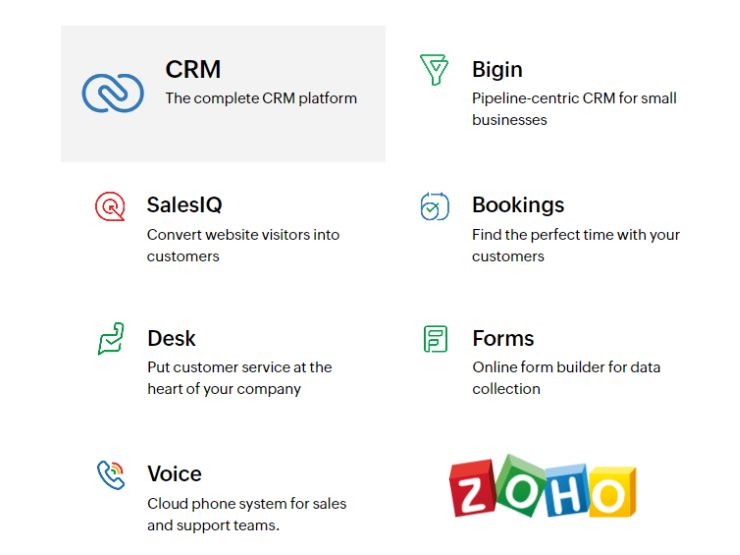 CRM
The complete CRM platform
Bigin
Pipeline-centric CRM for small
businesses
SalesIQ
Convert website visitors into
customers
Bookings
Find the perfect time with your
customers
Desk
Put customer service at the
heart of your company
Forms
Online form builder for data
collection
Voice
Cloud phone system for sales
and support teams.
ZOHO